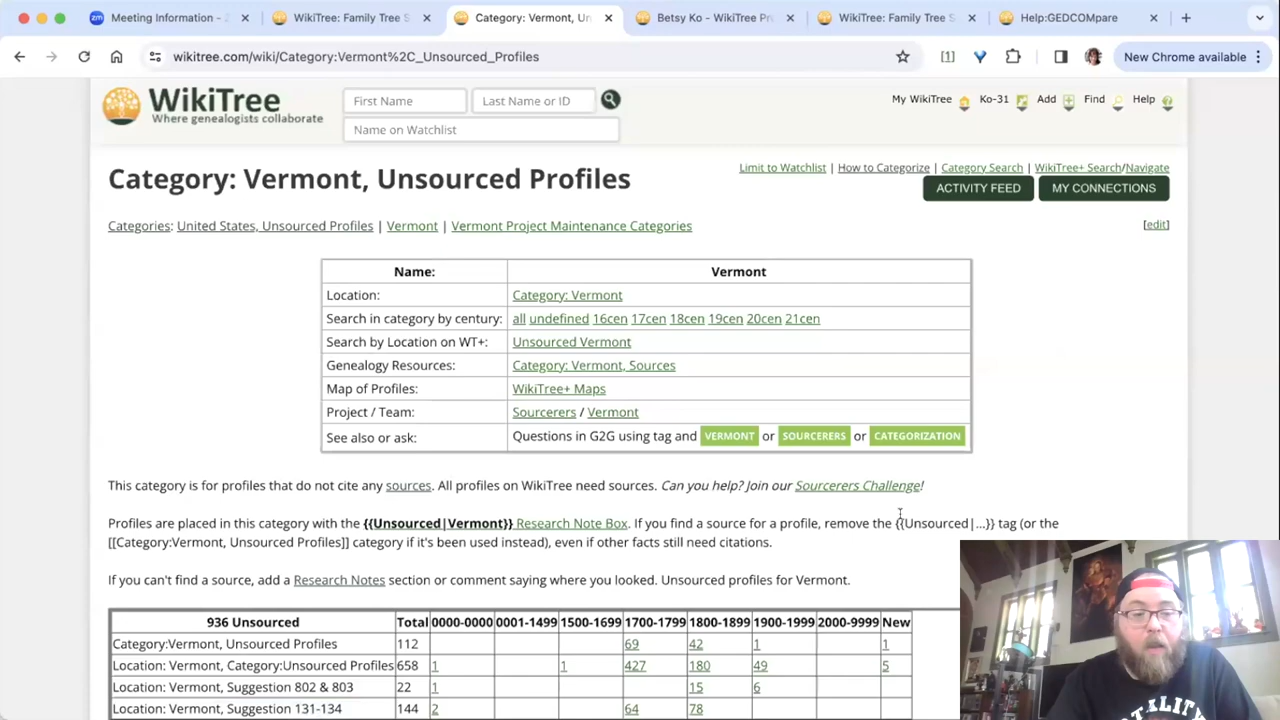 Meeting Information - Z
WikiTree: Family Tree S
Category: Vermont, Un
Betsy Ko - WikiTree Pr
WikiTree: Family Tree S
Help:GEDCOMpare
wikitree.com/wiki/Category:Vermont%2C_Unsourced_Profiles
New Chrome available
WikiTree
Where genealogists collaborate
First Name
Last Name or ID
Name on Watchlist
My WikiTree Ko-31 Add Find Help
Limit to Watchlist | How to Categorize | Category Search | WikiTree+ Search/Navigate
Category: Vermont, Unsourced Profiles
ACTIVITY FEED MY CONNECTIONS
Categories: United States, Unsourced Profiles | Vermont | Vermont Project Maintenance Categories
[edit]
Name: Vermont
Location: Category: Vermont
Search in category by century: all undefined 16cen 17cen 18cen 19cen 20cen 21cen
Search by Location on WT+: Unsourced Vermont
Genealogy Resources: Category: Vermont, Sources
Map of Profiles: WikiTree+ Maps
Project / Team: Sourcerers / Vermont
See also or ask: Questions in G2G using tag and VERMONT or SOURCERERS or CATEGORIZATION
This category is for profiles that do not cite any sources. All profiles on WikiTree need sources. Can you help? Join our Sourcerers Challenge!
Profiles are placed in this category with the {{Unsourced|Vermont}} Research Note Box. If you find a source for a profile, remove the {{Unsourced|...}} tag (or the
[[Category:Vermont, Unsourced Profiles]] category if it's been used instead), even if other facts still need citations.
If you can't find a source, add a Research Notes section or comment saying where you looked. Unsourced profiles for Vermont.
936 Unsourced Total 0000-0000 0001-1499 1500-1699 1700-1799 1800-1899 1900-1999 2000-9999 New
Category:Vermont, Unsourced Profiles 112 69 42 1 1
Location: Vermont, Category:Unsourced Profiles 658 1 1 427 180 49 5
Location: Vermont, Suggestion 802 & 803 22 1 15 6
Location: Vermont, Suggestion 131-134 144 2 64 78